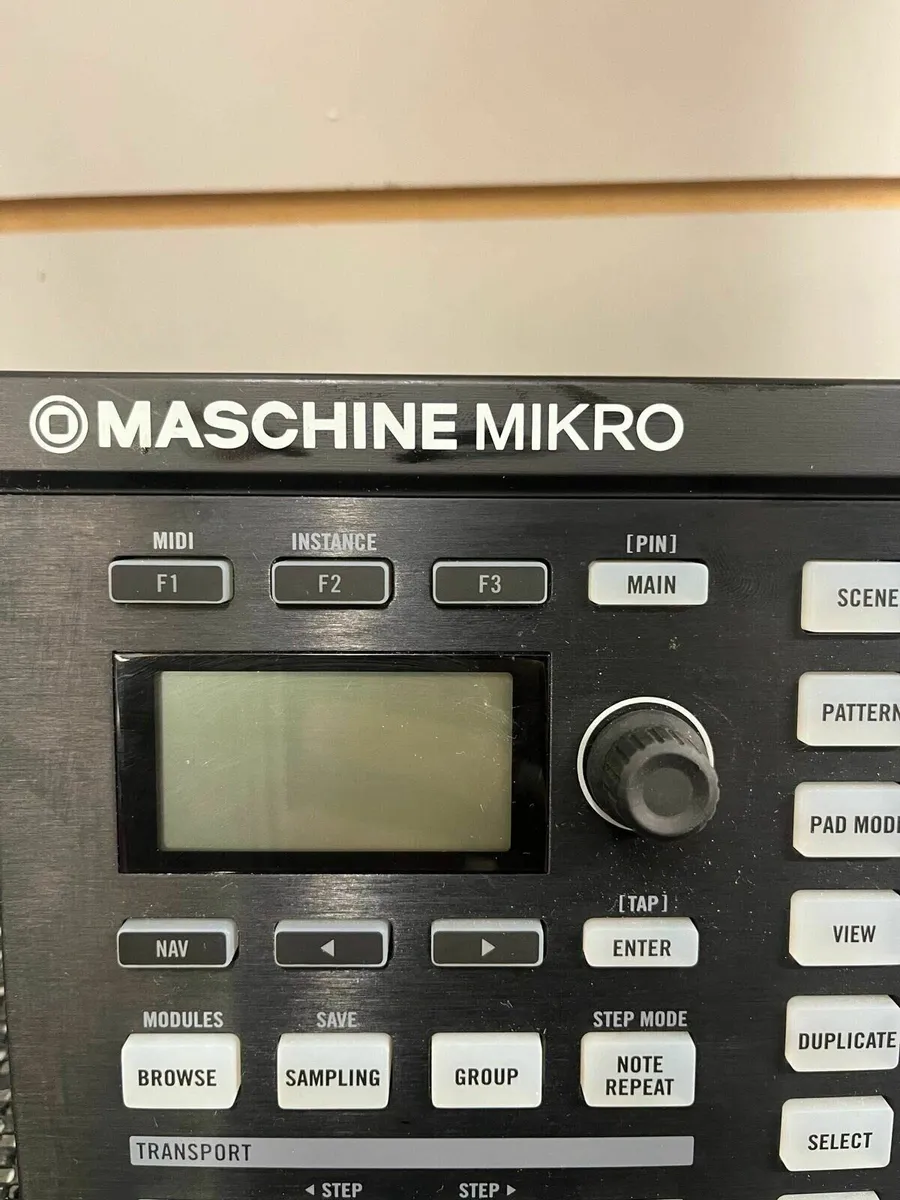 MASCHINE MIKRO
MIDI INSTANCE [PIN]
F1 F2 F3 MAIN
SCENE
PATTERN
PAD MODE
[TAP]
NAV ◀ ▶ ENTER
VIEW
MODULES SAVE STEP MODE
BROWSE SAMPLING GROUP NOTE REPEAT
DUPLICATE
TRANSPORT
SELECT
◀ STEP STEP ▶